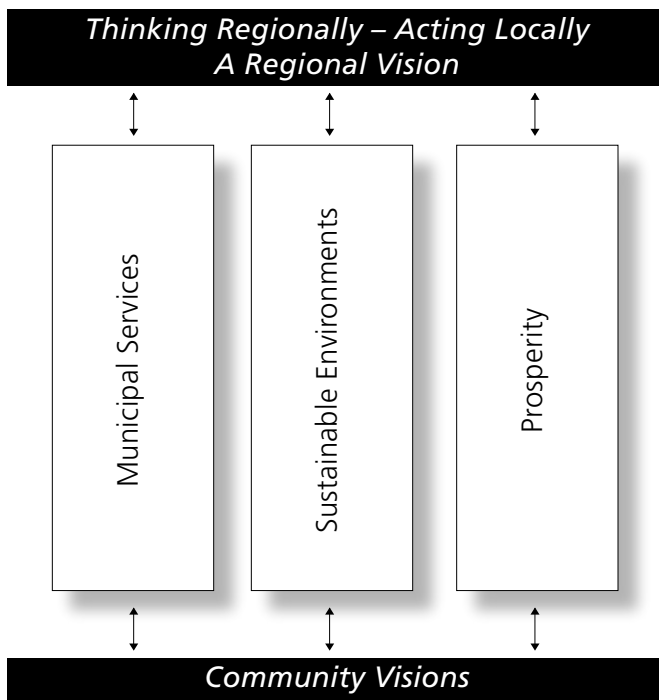 Thinking Regionally – Acting Locally
A Regional Vision
Municipal Services
Sustainable Environments
Prosperity
Community Visions